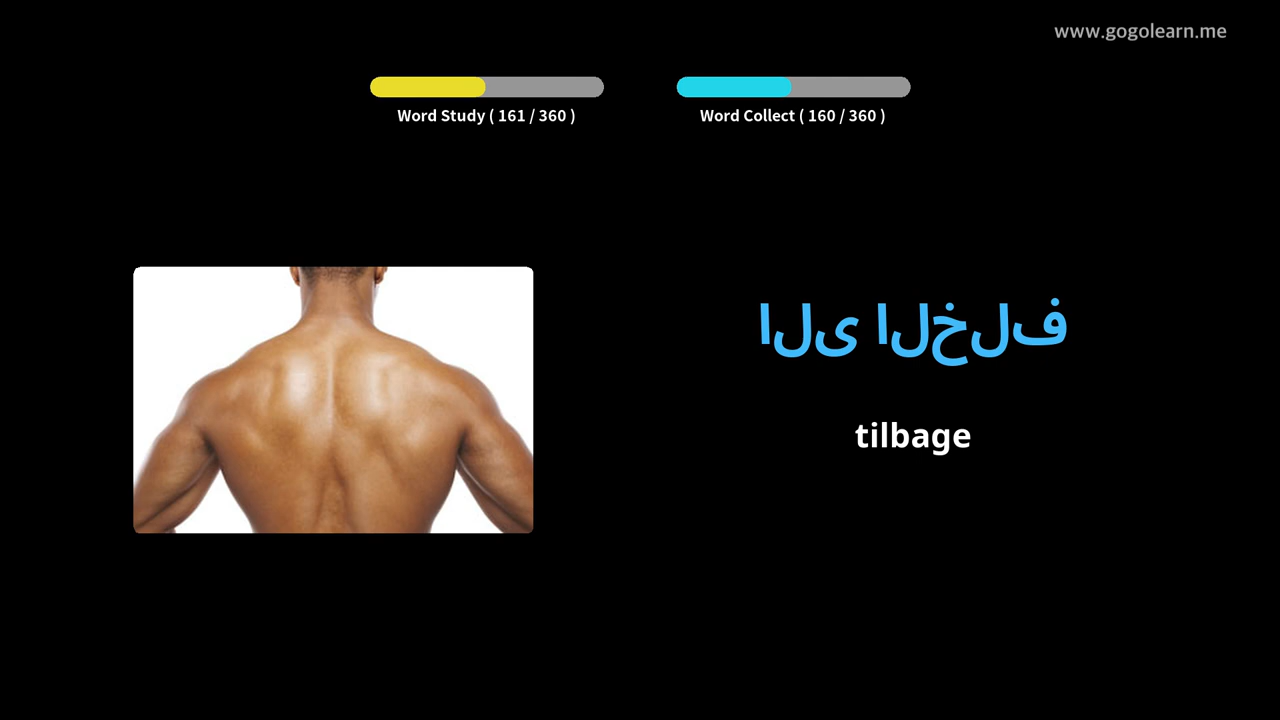 www.gogolearn.me
Word Study ( 161 / 360 )
Word Collect ( 160 / 360 )
الى الخلف
tilbage